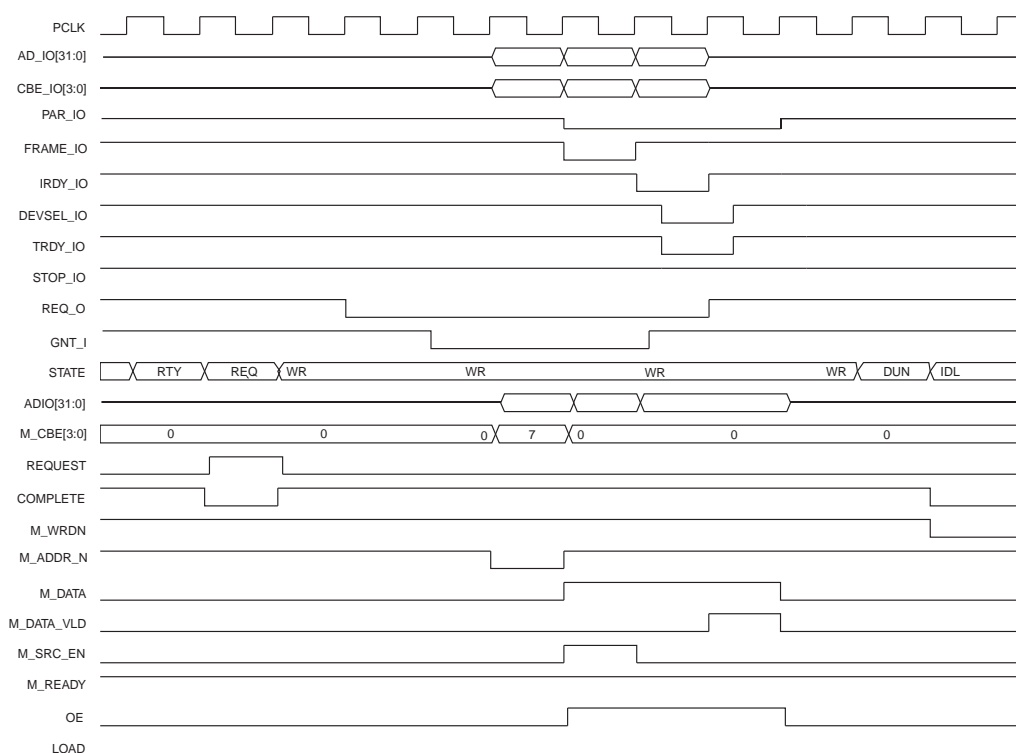 PCLK
AD_IO[31:0]
CBE_IO[3:0]
PAR_IO
FRAME_IO
IRDY_IO
DEVSEL_IO
TRDY_IO
STOP_IO
REQ_O
GNT_I
STATE RTY REQ WR WR WR WR DUN IDL
ADIO[31:0]
M_CBE[3:0] 0 0 0 7 0 0 0
REQUEST
COMPLETE
M_WRDN
M_ADDR_N
M_DATA
M_DATA_VLD
M_SRC_EN
M_READY
OE
LOAD